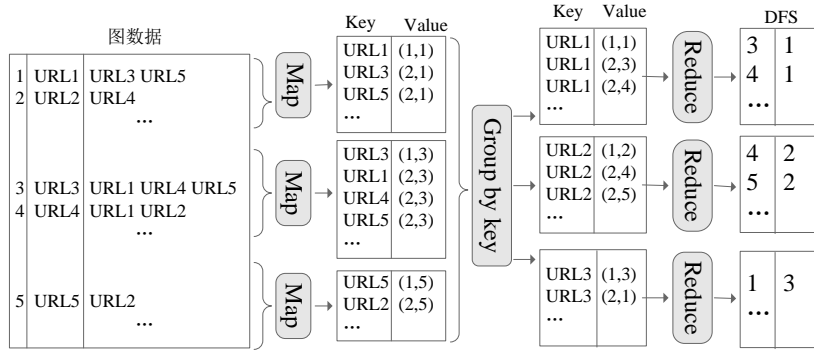 图数据
1 URL1 URL3 URL5
2 URL2 URL4
...
3 URL3 URL1 URL4 URL5
4 URL4 URL1 URL2
...
5 URL5 URL2
...
Map
Map
Map
Key Value
URL1 (1,1)
URL3 (2,1)
URL5 (2,1)
...
URL3 (1,3)
URL1 (2,3)
URL4 (2,3)
URL5 (2,3)
...
URL5 (1,5)
URL2 (2,5)
...
Group by key
Key Value
URL1 (1,1)
URL1 (2,3)
URL1 (2,4)
...
URL2 (1,2)
URL2 (2,4)
URL2 (2,5)
...
URL3 (1,3)
URL3 (2,1)
...
Reduce
Reduce
Reduce
DFS
3 1
4 1
...
4 2
5 2
...
1 3
...